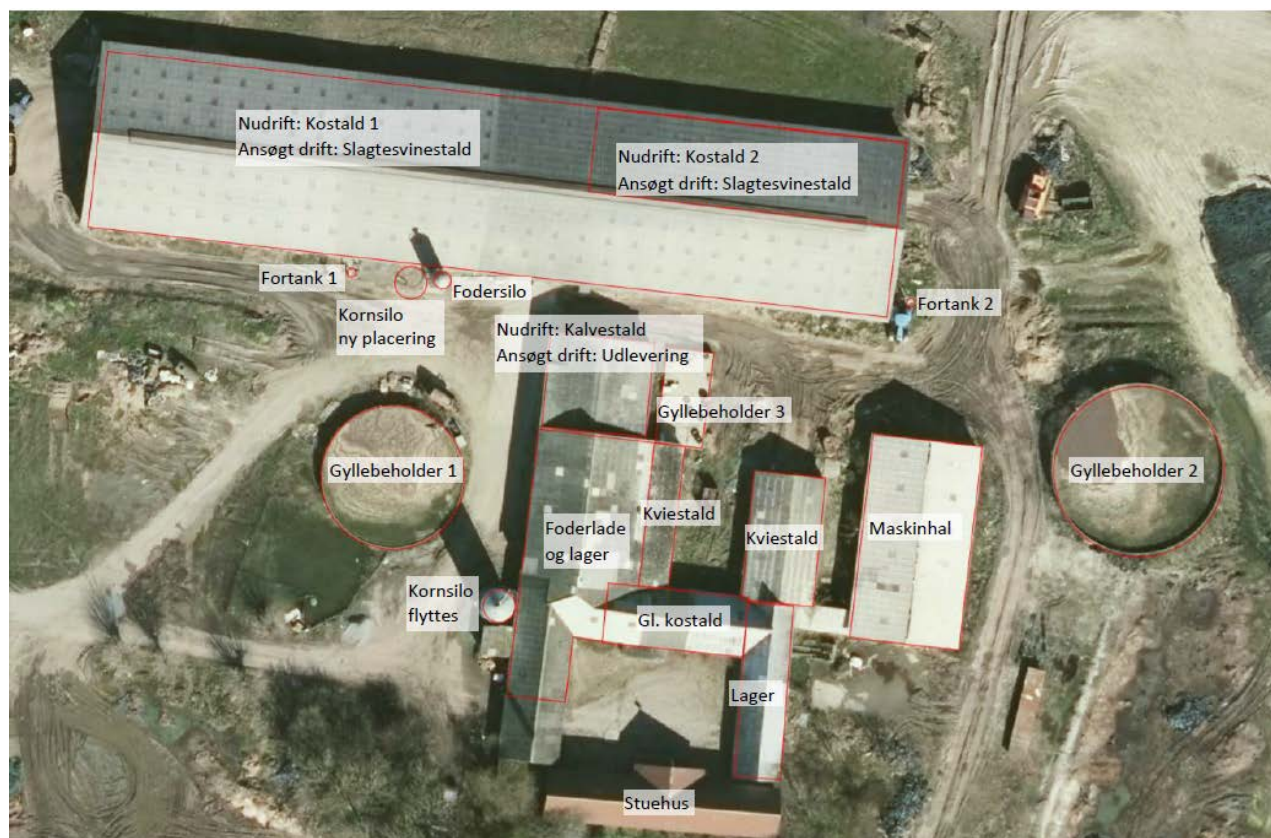 Nudrift: Kostald 1
Ansøgt drift: Slagtesvinestald
Nudrift: Kostald 2
Ansøgt drift: Slagtesvinestald
Fortank 1
Kornsilo
ny placering
Fodersilo
Fortank 2
Nudrift: Kalvestald
Ansøgt drift: Udlevering
Gyllebeholder 3
Gyllebeholder 1
Gyllebeholder 2
Kviestald
Foderlade
og lager
Kviestald
Maskinhal
Kornsilo
flyttes
Gl. kostald
Lager
Stuehus